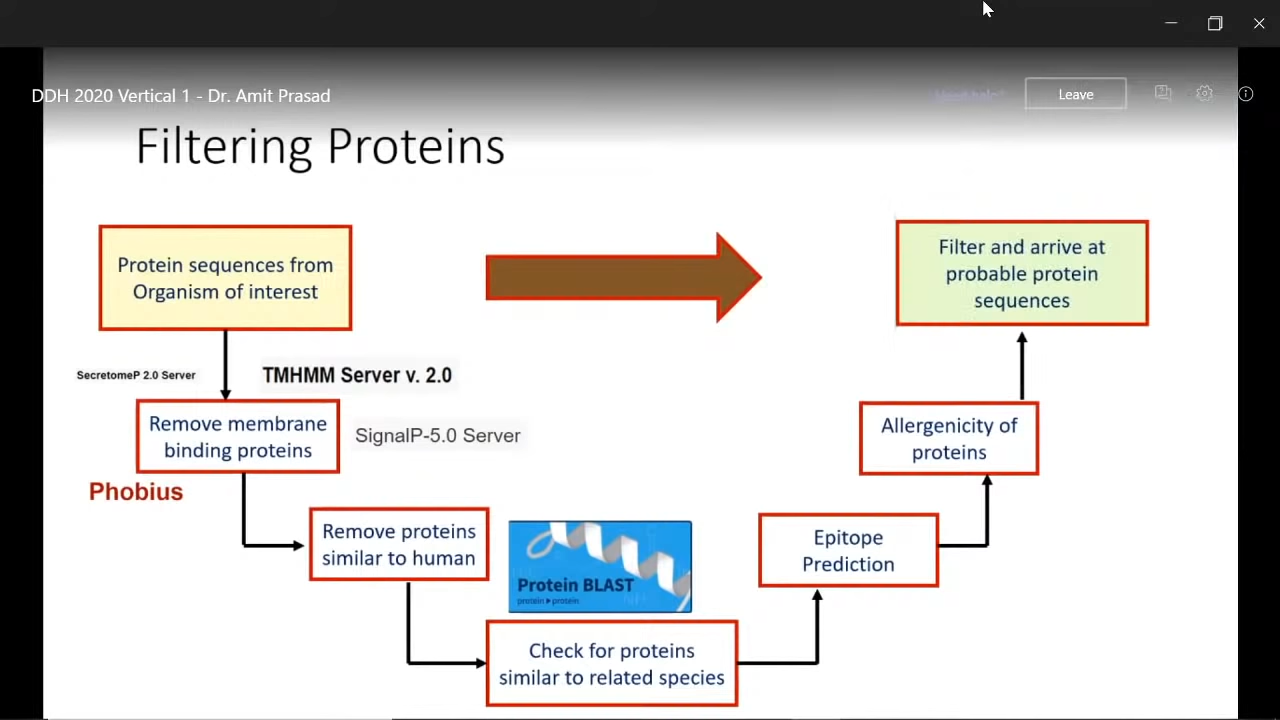 DDH 2020 Vertical 1 - Dr. Amit Prasad
Leave
Filtering Proteins
Protein sequences from
Organism of interest
Filter and arrive at
probable protein
sequences
SecretomeP 2.0 Server
TMHMM Server v. 2.0
Remove membrane
binding proteins
SignalP-5.0 Server
Allergenicity of
proteins
Phobius
Remove proteins
similar to human
Protein BLAST
protein ▸ protein
Epitope
Prediction
Check for proteins
similar to related species